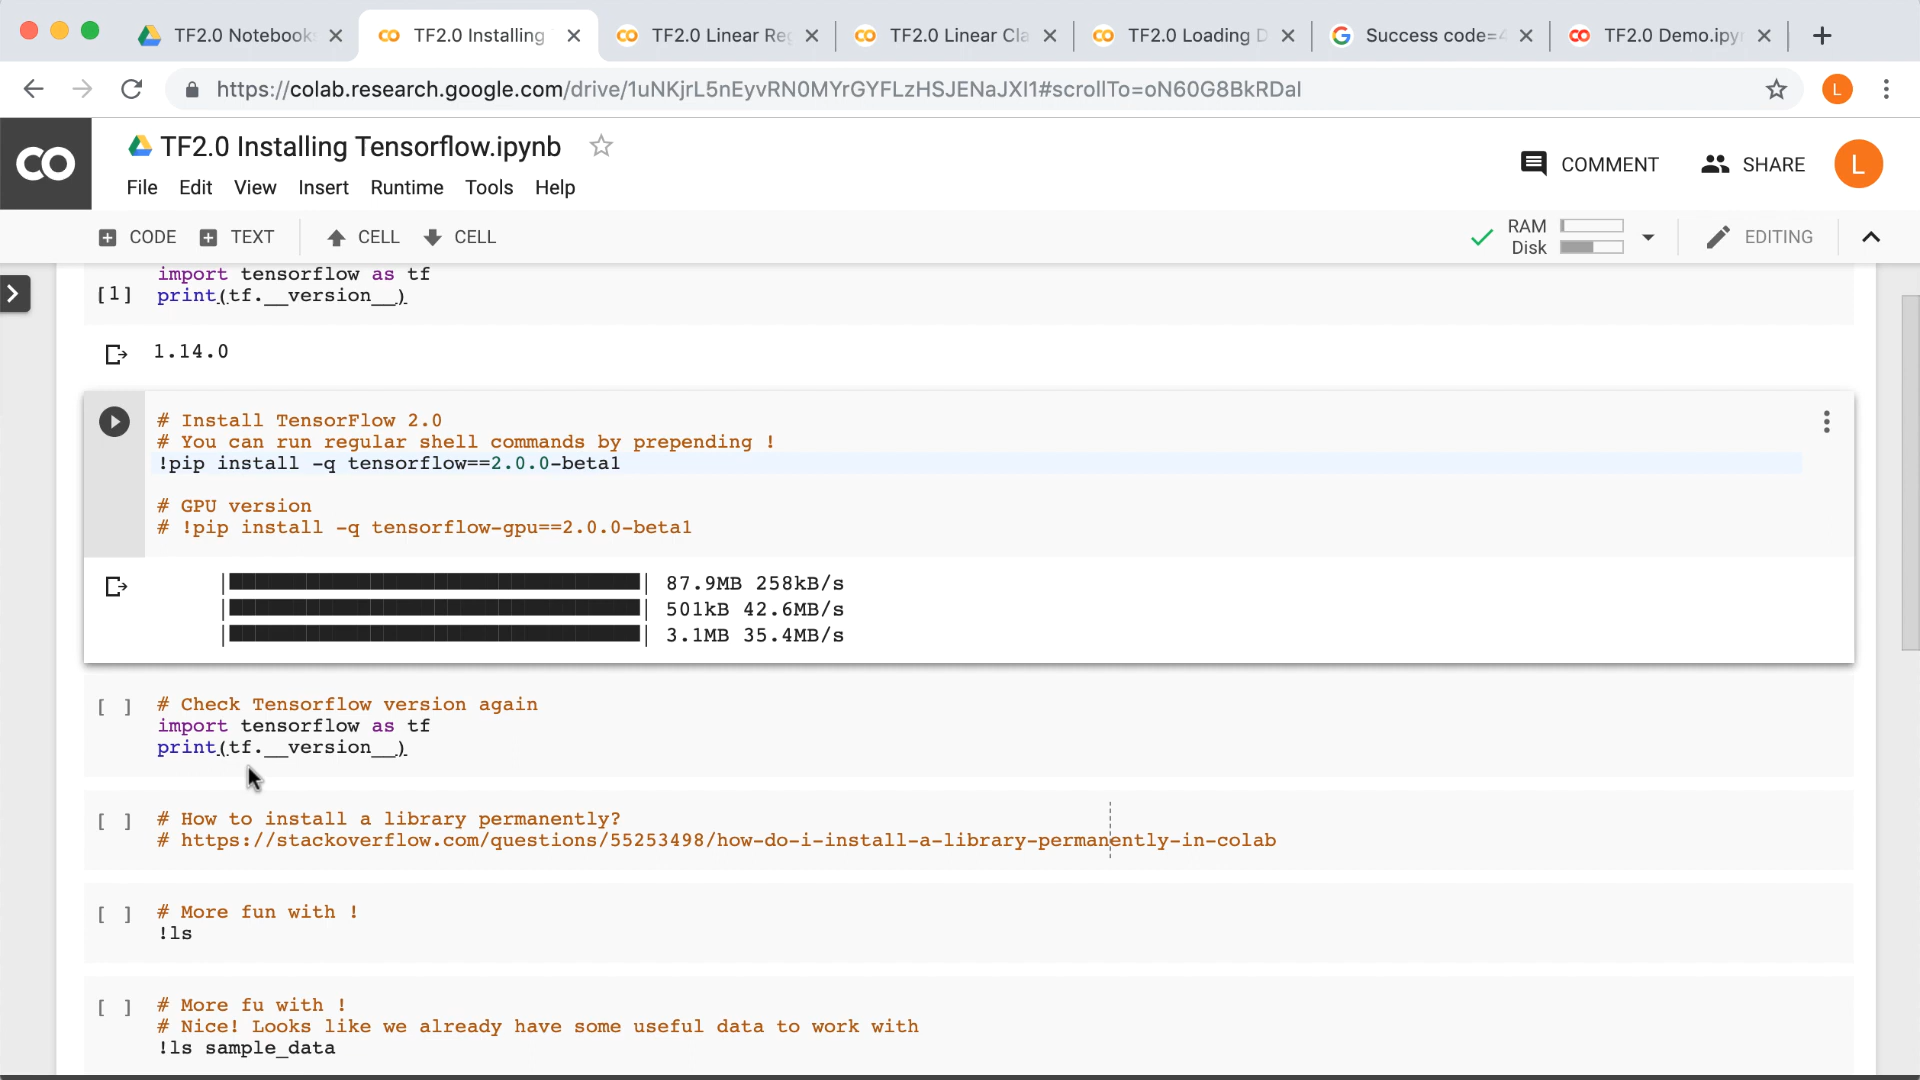 TF2.0 Notebook
TF2.0 Installing
TF2.0 Linear Re
TF2.0 Linear Cla
TF2.0 Loading D
Success code=4
TF2.0 Demo.ipy
https://colab.research.google.com/drive/1uNKjrL5nEyvRN0MYrGYFLzHSJENaJXI1#scrollTo=oN60G8BkRDaI
L
CO
TF2.0 Installing Tensorflow.ipynb
COMMENT
SHARE
L
File Edit View Insert Runtime Tools Help
CODE TEXT CELL CELL
RAM
Disk
EDITING
import tensorflow as tf
[1] print(tf.__version__)
1.14.0
# Install TensorFlow 2.0
# You can run regular shell commands by prepending !
!pip install -q tensorflow==2.0.0-beta1
# GPU version
# !pip install -q tensorflow-gpu==2.0.0-beta1
87.9MB 258kB/s
501kB 42.6MB/s
3.1MB 35.4MB/s
[ ] # Check Tensorflow version again
import tensorflow as tf
print(tf.__version__)
[ ] # How to install a library permanently?
# https://stackoverflow.com/questions/55253498/how-do-i-install-a-library-permanently-in-colab
[ ] # More fun with !
!ls
[ ] # More fu with !
# Nice! Looks like we already have some useful data to work with
!ls sample_data